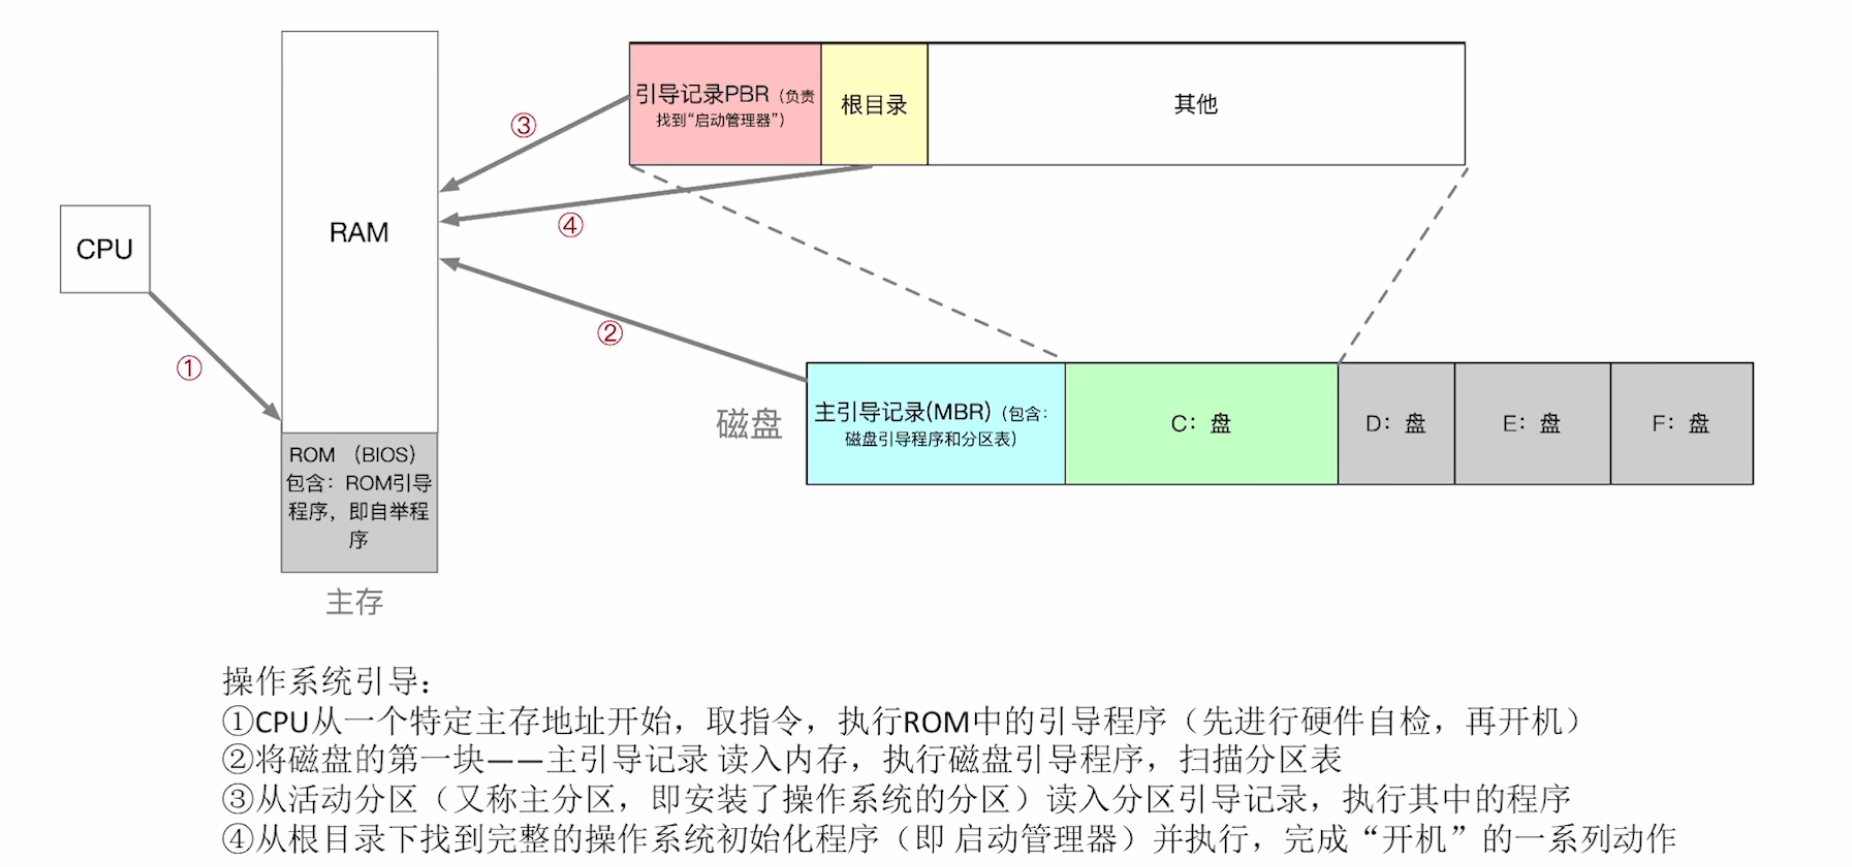 引导记录PBR（负责
找到“启动管理器”）
根目录
其他
③
④
RAM
CPU
②
①
磁盘
主引导记录(MBR)（包含：
磁盘引导程序和分区表）
C：盘
D：盘
E：盘
F：盘
ROM （BIOS）
包含：ROM引导
程序，即自举程
序
主存
操作系统引导：
①CPU从一个特定主存地址开始，取指令，执行ROM中的引导程序（先进行硬件自检，再开机）
②将磁盘的第一块——主引导记录 读入内存，执行磁盘引导程序，扫描分区表
③从活动分区（又称主分区，即安装了操作系统的分区）读入分区引导记录，执行其中的程序
④从根目录下找到完整的操作系统初始化程序（即 启动管理器）并执行，完成“开机”的一系列动作